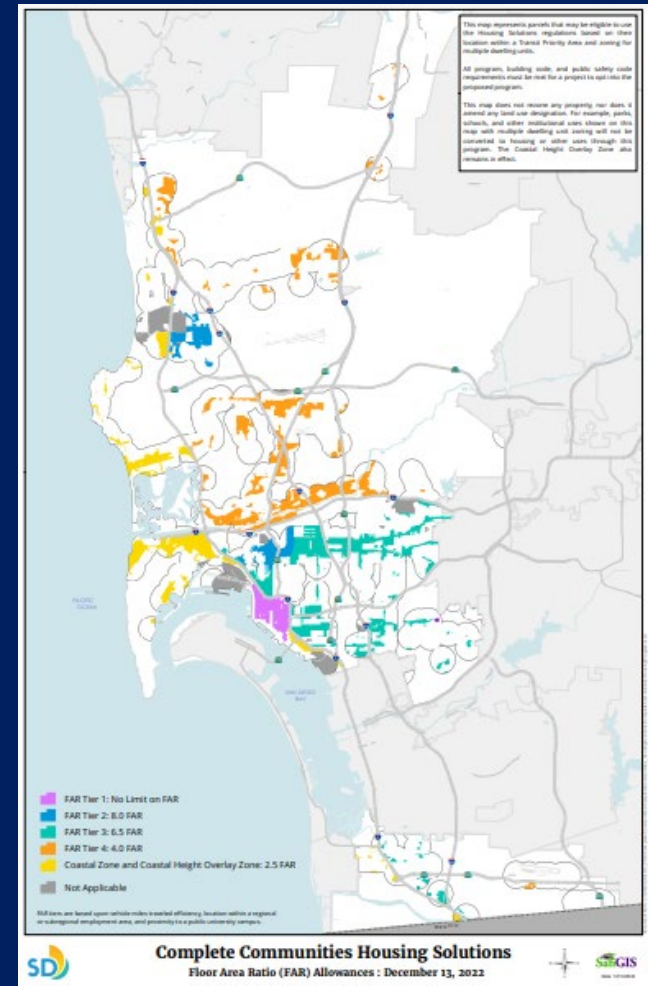 This map represents parcels that may be eligible to use
the Housing Solutions regulations based on their
location within a Transit Priority Area and zoning for
multiple dwelling units.
All program, building code, and public safety code
requirements must be met for a project to opt into the
proposed program.
This map does not rezone any property, nor does it
amend any land use designation. For example, parks,
schools, and other institutional uses shown on this
map with multiple dwelling unit zoning will not be
converted to housing or other uses through this
program. The Coastal Height Overlay Zone also
remains in effect.
PACIFIC
OCEAN
SAN DIEGO
BAY
FAR Tier 1: No Limit on FAR
FAR Tier 2: 8.0 FAR
FAR Tier 3: 6.5 FAR
FAR Tier 4: 4.0 FAR
Coastal Zone and Coastal Height Overlay Zone: 2.5 FAR
Not Applicable
FAR tiers are based upon vehicle miles traveled efficiency, location within a regional
or subregional employment area, and proximity to a public university campus.
SD
Complete Communities Housing Solutions
Floor Area Ratio (FAR) Allowances : December 13, 2022
SanGIS